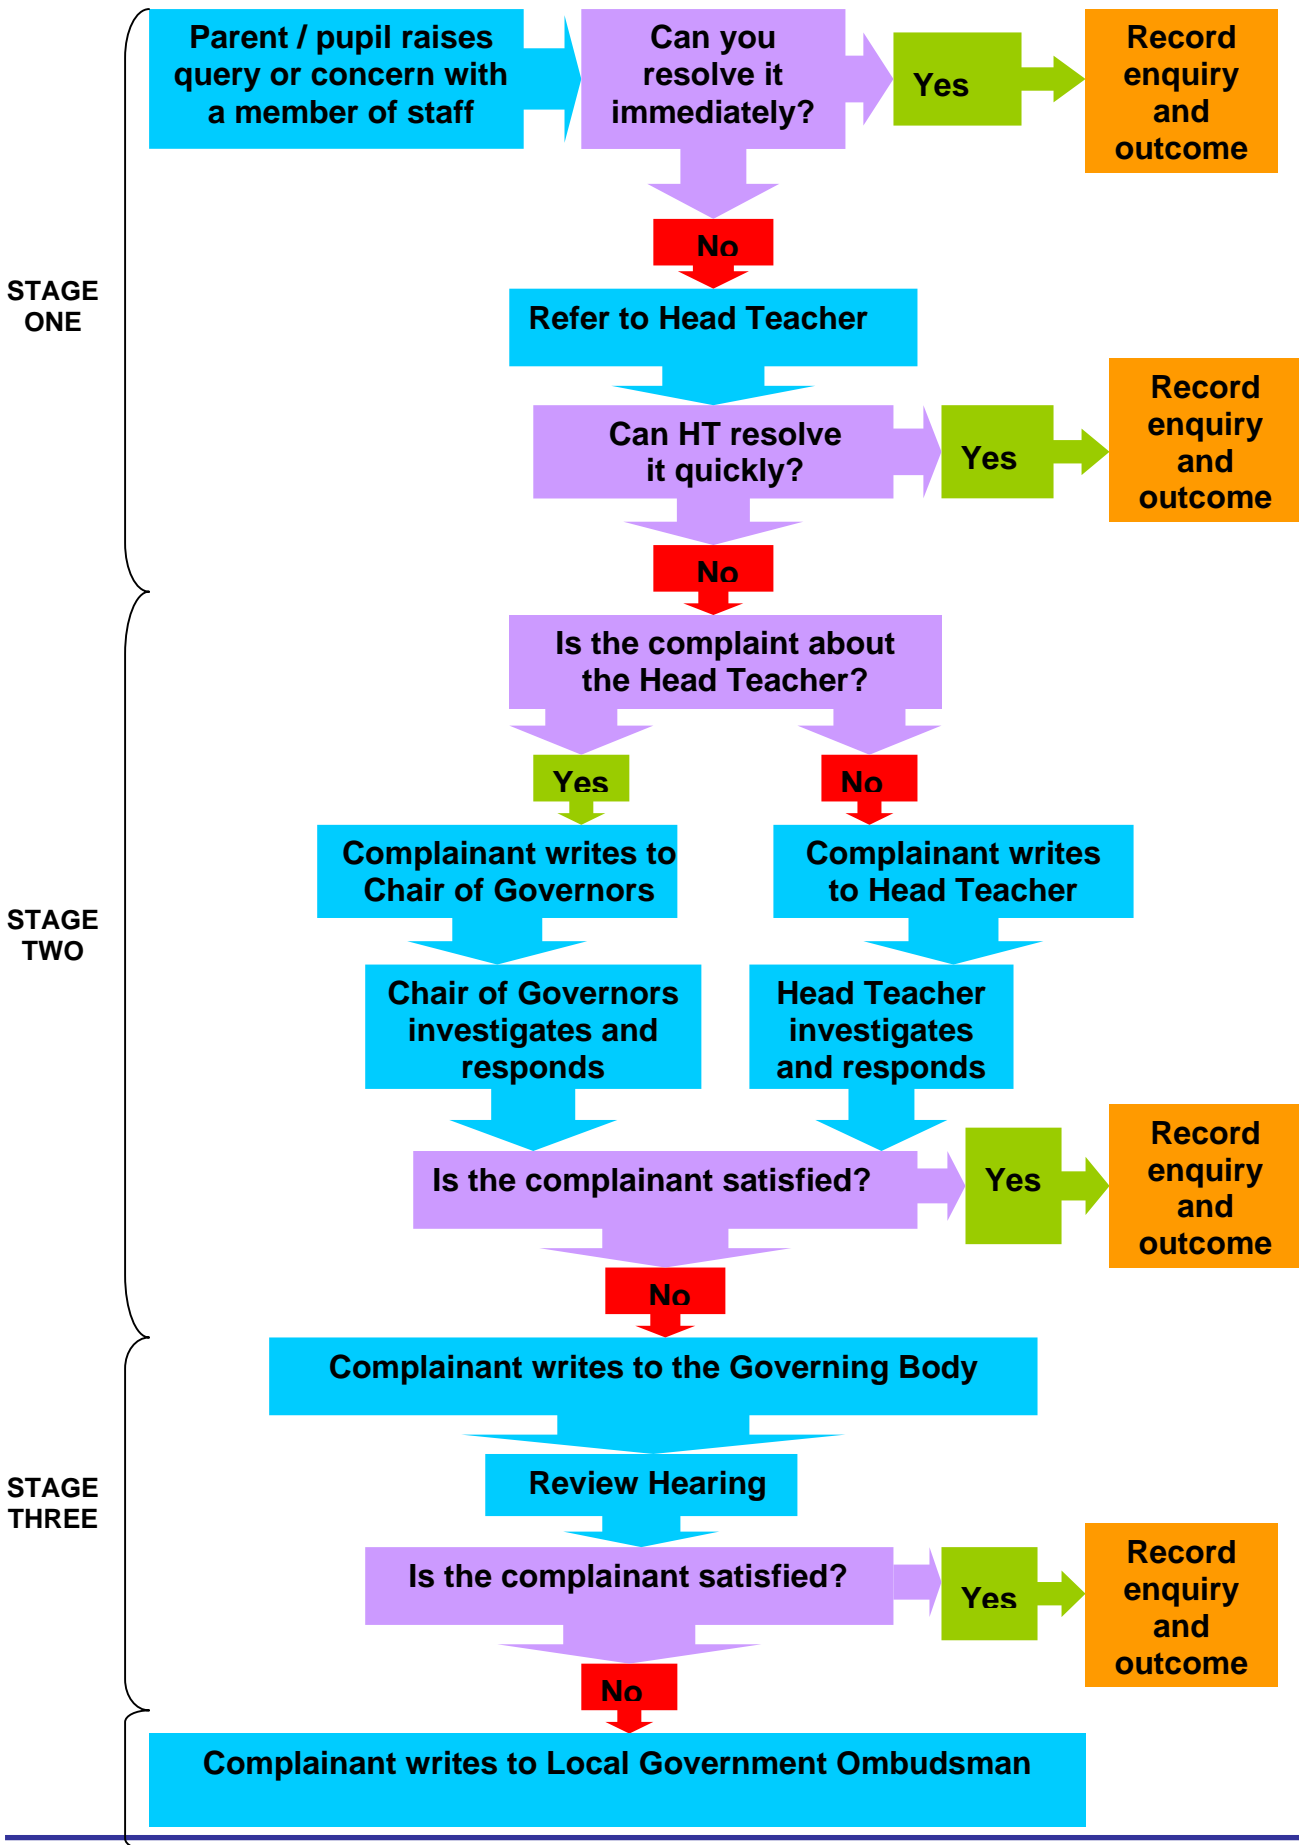 Parent / pupil raises
query or concern with
a member of staff
Can you
resolve it
immediately?
Yes
Record
enquiry
and
outcome
No
STAGE
ONE
Refer to Head Teacher
Can HT resolve
it quickly?
Yes
Record
enquiry
and
outcome
No
Is the complaint about
the Head Teacher?
Yes
No
Complainant writes to
Chair of Governors
Complainant writes
to Head Teacher
STAGE
TWO
Chair of Governors
investigates and
responds
Head Teacher
investigates
and responds
Is the complainant satisfied?
Yes
Record
enquiry
and
outcome
No
Complainant writes to the Governing Body
STAGE
THREE
Review Hearing
Is the complainant satisfied?
Yes
Record
enquiry
and
outcome
No
Complainant writes to Local Government Ombudsman